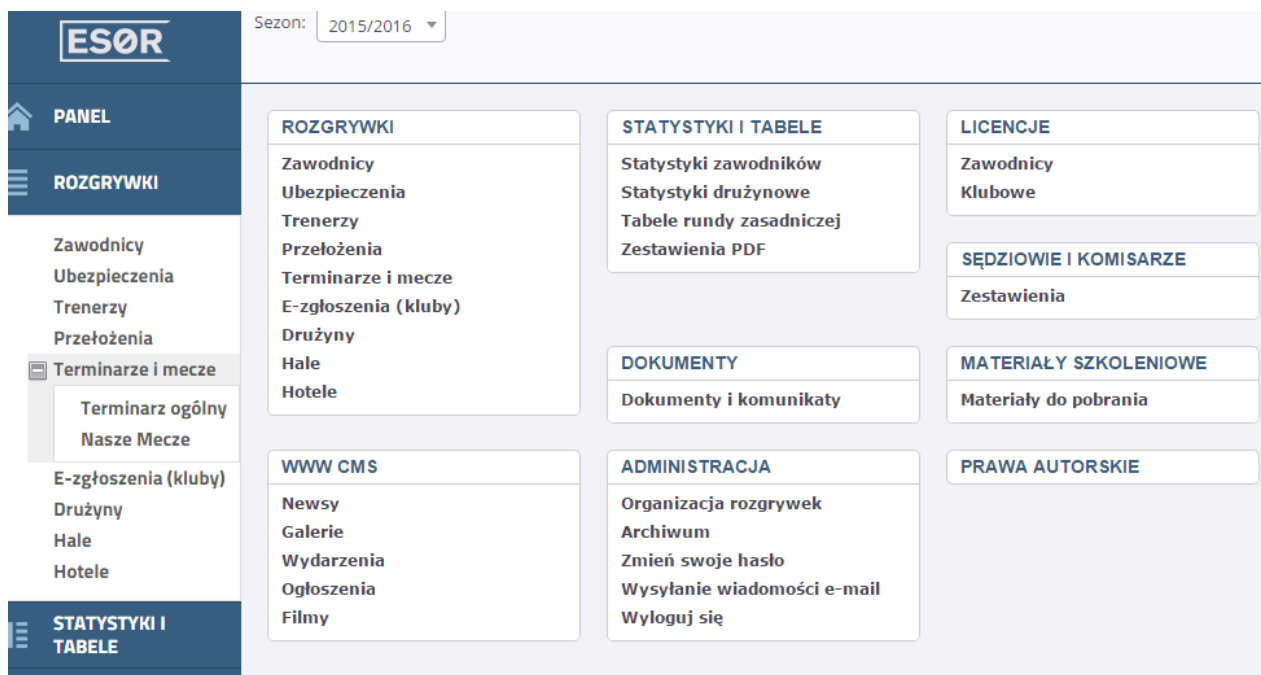 ESØR
Sezon: 2015/2016
PANEL
ROZGRYWKI
Zawodnicy
Ubezpieczenia
Trenerzy
Przełożenia
Terminarze i mecze
Terminarz ogólny
Nasze Mecze
E-zgłoszenia (kluby)
Drużyny
Hale
Hotele
STATYSTYKI I
TABELE
ROZGRYWKI
Zawodnicy
Ubezpieczenia
Trenerzy
Przełożenia
Terminarze i mecze
E-zgłoszenia (kluby)
Drużyny
Hale
Hotele
STATYSTYKI I TABELE
Statystyki zawodników
Statystyki drużynowe
Tabele rundy zasadniczej
Zestawienia PDF
LICENCJE
Zawodnicy
Klubowe
SĘDZIOWIE I KOMISARZE
Zestawienia
DOKUMENTY
Dokumenty i komunikaty
MATERIAŁY SZKOLENIOWE
Materiały do pobrania
WWW CMS
Newsy
Galerie
Wydarzenia
Ogłoszenia
Filmy
ADMINISTRACJA
Organizacja rozgrywek
Archiwum
Zmień swoje hasło
Wysyłanie wiadomości e-mail
Wyloguj się
PRAWA AUTORSKIE